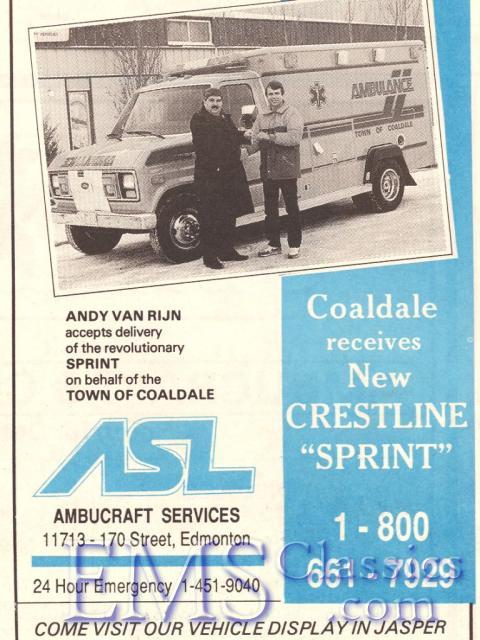 AMBULANCE
TOWN OF COALDALE
ANDY VAN RIJN
accepts delivery
of the revolutionary
SPRINT
on behalf of the
TOWN OF COALDALE
Coaldale
receives
New
CRESTLINE
"SPRINT"
ASL
AMBUCRAFT SERVICES
11713 - 170 Street, Edmonton
24 Hour Emergency 1-451-9040
1 - 800
661 - 7929
EMSClassics
.com
COME VISIT OUR VEHICLE DISPLAY IN JASPER